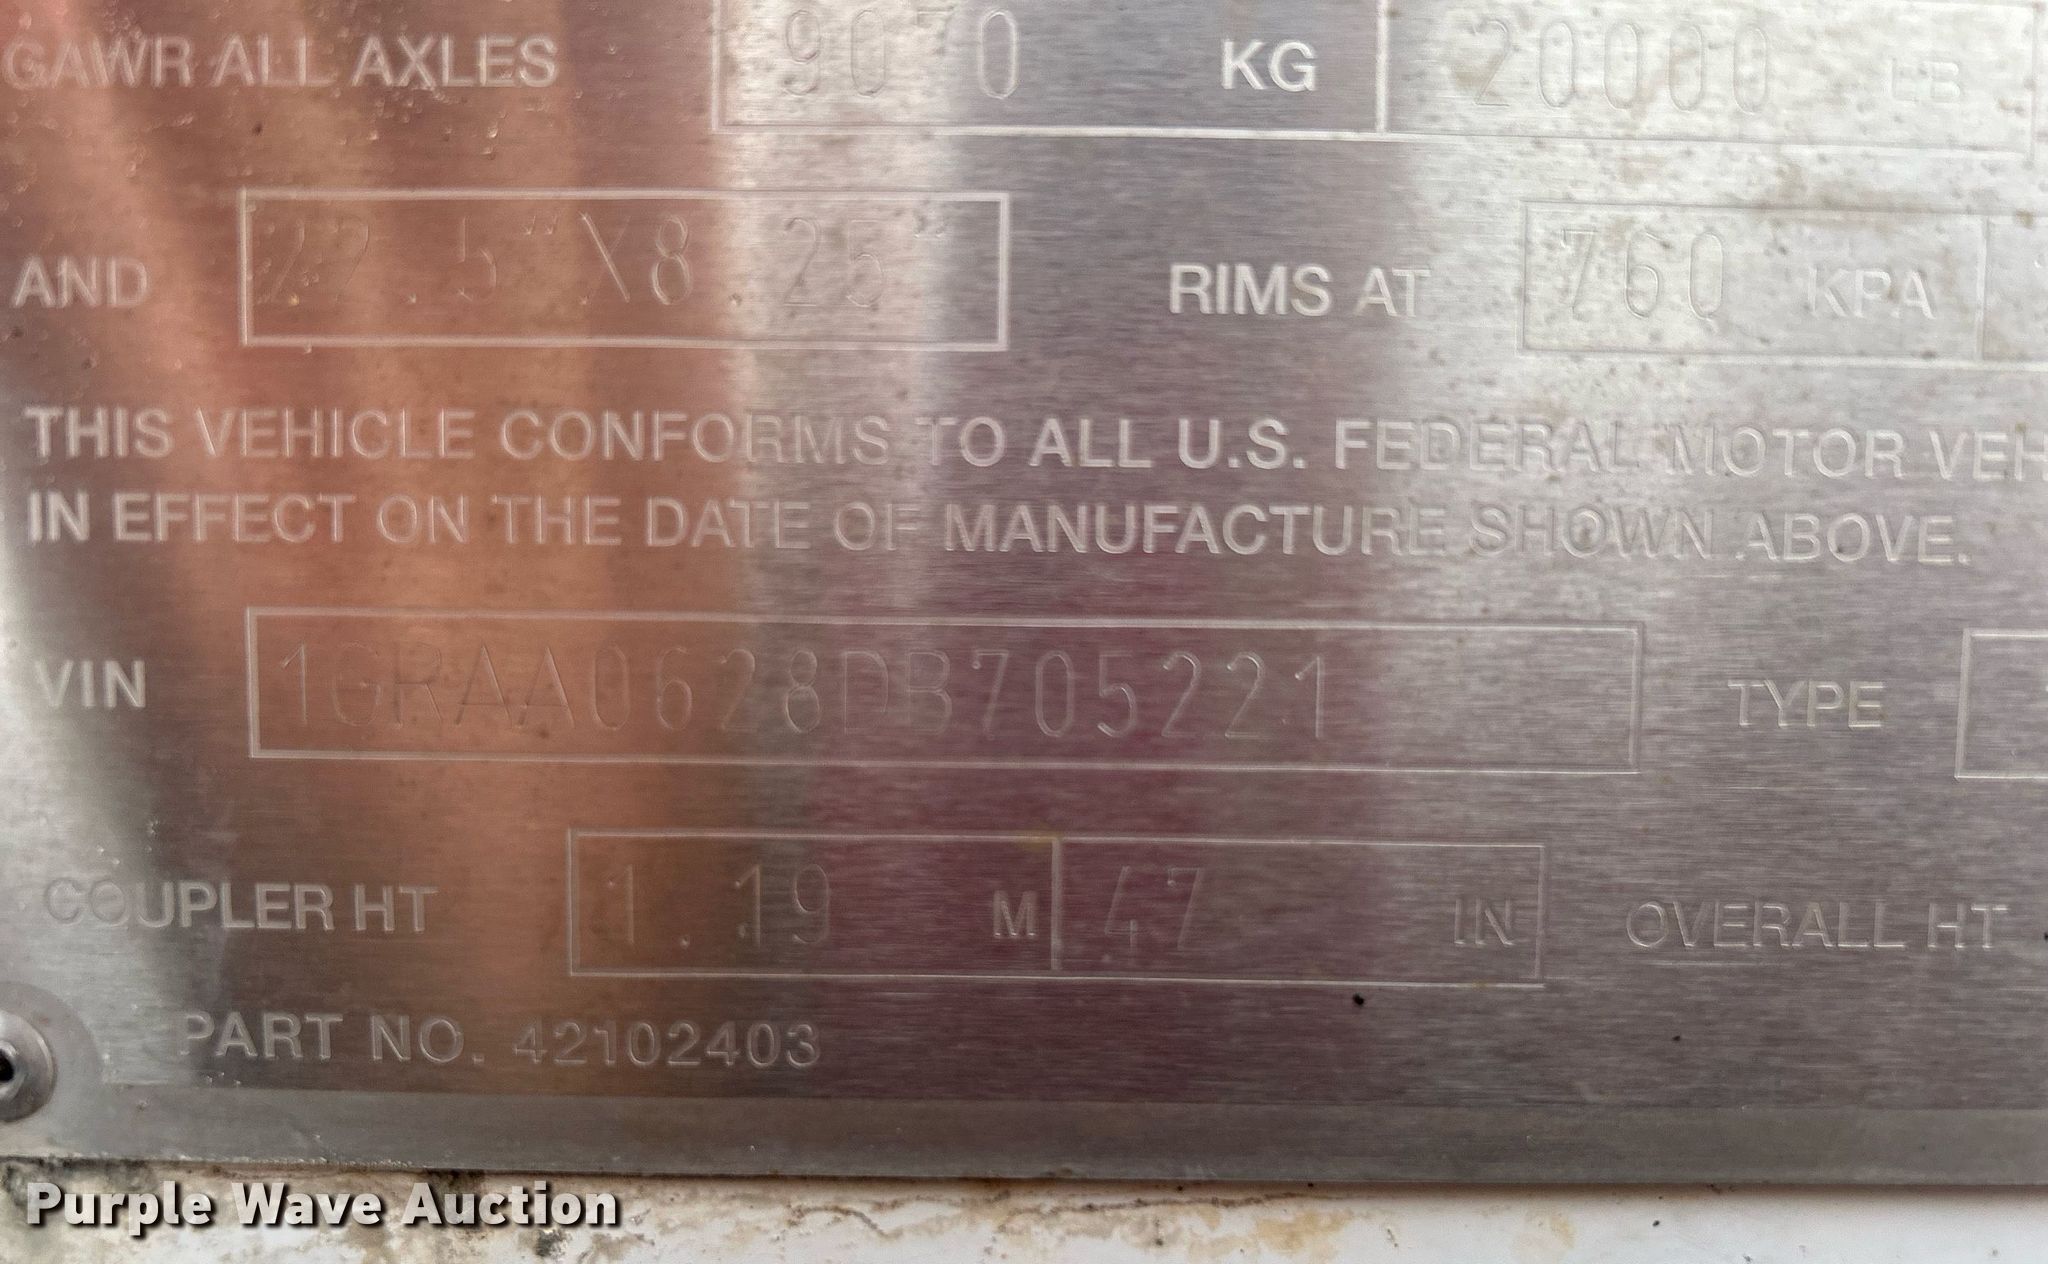 GAWR ALL AXLES 9070 KG 20000 LB
AND 22.5"X8.25" RIMS AT 760 KPA
THIS VEHICLE CONFORMS TO ALL U.S. FEDERAL MOTOR VEH
IN EFFECT ON THE DATE OF MANUFACTURE SHOWN ABOVE.
VIN 1GRAA0628DB705221 TYPE
COUPLER HT 1.19 M 47 IN OVERALL HT
PART NO. 42102403
Purple Wave Auction